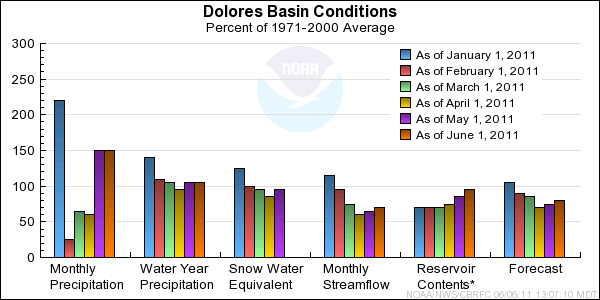 Dolores Basin Conditions
Percent of 1971-2000 Average
300
250
200
150
100
50
0
NOAA
As of January 1, 2011
As of February 1, 2011
As of March 1, 2011
As of April 1, 2011
As of May 1, 2011
As of June 1, 2011
Monthly
Precipitation
Water Year
Precipitation
Snow Water
Equivalent
Monthly
Streamflow
Reservoir
Contents*
Forecast
NOAA/NWS/CBRFC 06/06/11 13:07:10 MDT